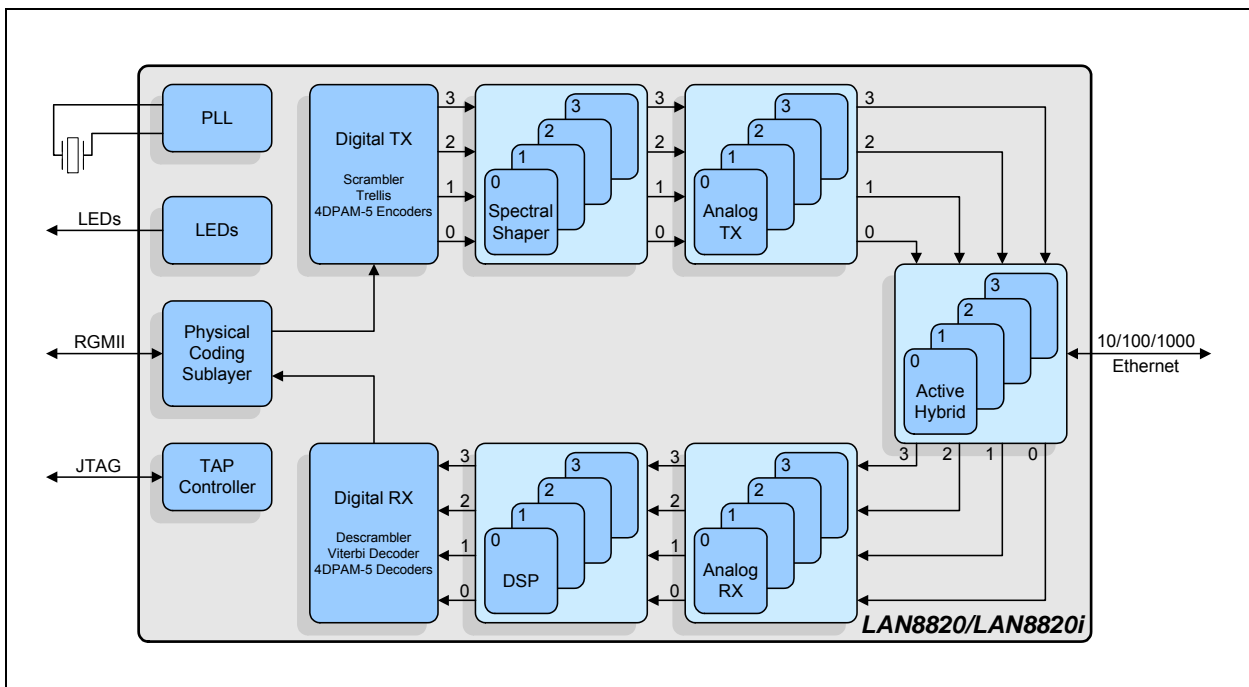 PLL
LEDs
LEDs
RGMII
Physical
Coding
Sublayer
JTAG
TAP
Controller
Digital TX
Scrambler
Trellis
4DPAM-5 Encoders
3
2
1
0
3
2
1
0
Spectral
Shaper
3
2
1
0
3
2
1
0
Analog
TX
3
2
1
0
3
2
1
0
Active
Hybrid
10/100/1000
Ethernet
3 2 1 0
Digital RX
Descrambler
Viterbi Decoder
4DPAM-5 Decoders
3
2
1
0
3
2
1
0
DSP
3
2
1
0
3
2
1
0
Analog
RX
LAN8820/LAN8820i